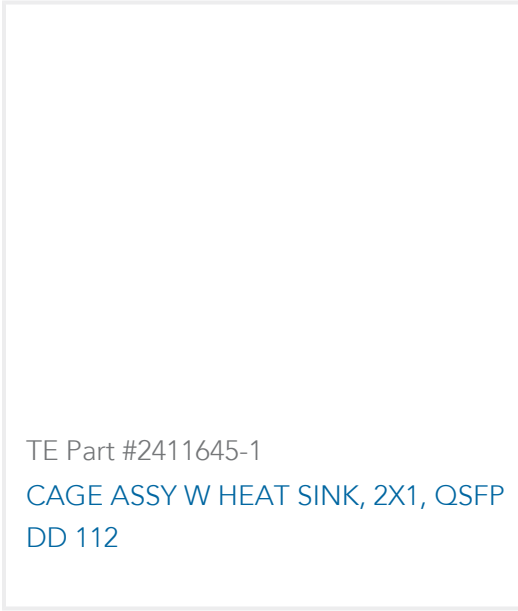 TE Part #2411645-1
CAGE ASSY W HEAT SINK, 2X1, QSFP
DD 112